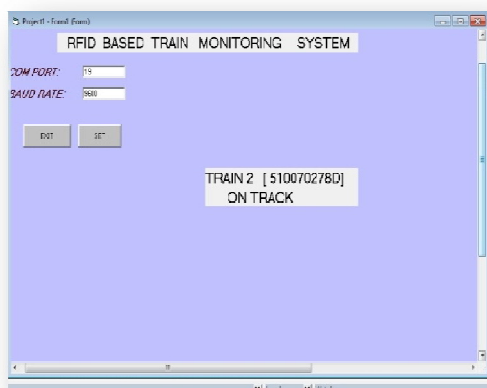 Project1 - Form1 (Form)
RFID BASED TRAIN MONITORING SYSTEM
COM PORT: 19
BAUD RATE: 9600
EXIT SET
TRAIN 2 [ 510070278D]
ON TRACK